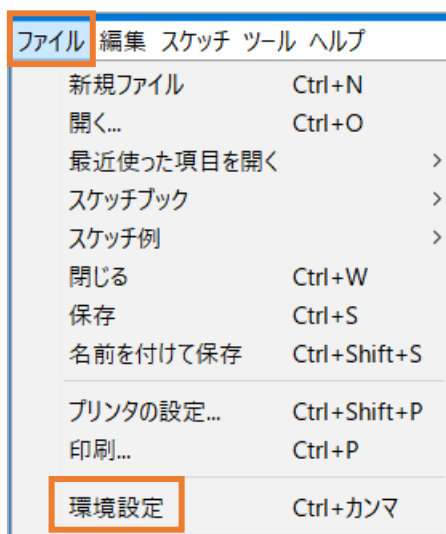 ファイル 編集 スケッチ ツール ヘルプ
新規ファイル Ctrl+N
開く... Ctrl+O
最近使った項目を開く >
スケッチブック >
スケッチ例 >
閉じる Ctrl+W
保存 Ctrl+S
名前を付けて保存 Ctrl+Shift+S
プリンタの設定... Ctrl+Shift+P
印刷... Ctrl+P
環境設定 Ctrl+カンマ